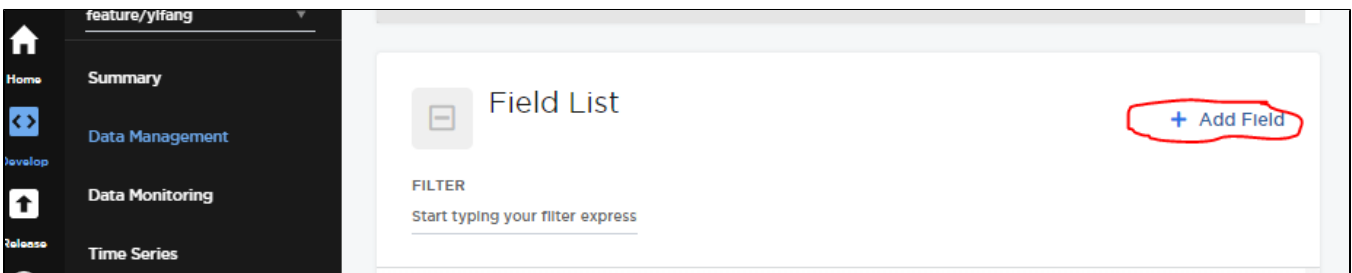 feature/ylfang
Home
Develop
Release
Summary
Data Management
Data Monitoring
Time Series
Field List
+ Add Field
FILTER
Start typing your filter express